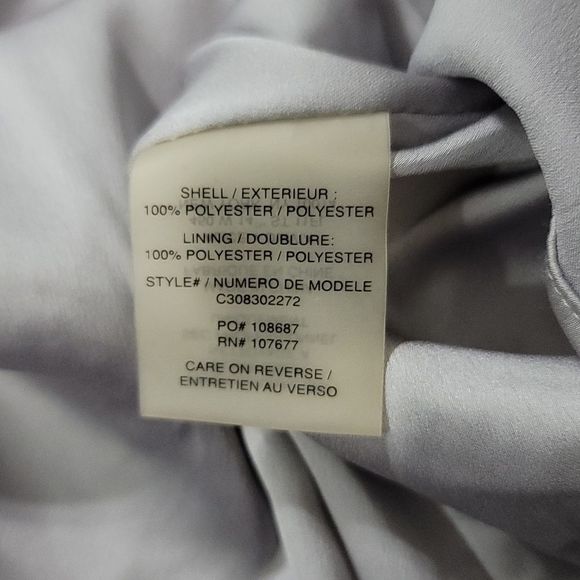 SHELL / EXTERIEUR :
100% POLYESTER / POLYESTER
LINING / DOUBLURE:
100% POLYESTER / POLYESTER
STYLE# / NUMERO DE MODELE
C308302272
PO# 108687
RN# 107677
CARE ON REVERSE /
ENTRETIEN AU VERSO